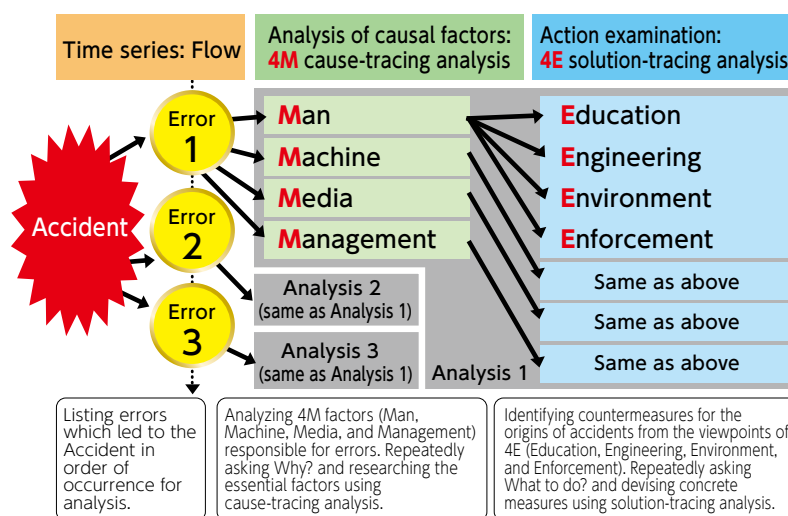 Time series: Flow
Analysis of causal factors:
4M cause-tracing analysis
Action examination:
4E solution-tracing analysis
Accident
Error
1
Error
2
Error
3
Man
Machine
Media
Management
Analysis 2
(same as Analysis 1)
Analysis 3
(same as Analysis 1)
Analysis 1
Education
Engineering
Environment
Enforcement
Same as above
Same as above
Same as above
Listing errors
which led to the
Accident in
order of
occurrence for
analysis.
Analyzing 4M factors (Man,
Machine, Media, and Management)
responsible for errors. Repeatedly
asking Why? and researching the
essential factors using
cause-tracing analysis.
Identifying countermeasures for the
origins of accidents from the viewpoints of
4E (Education, Engineering, Environment,
and Enforcement). Repeatedly asking
What to do? and devising concrete
measures using solution-tracing analysis.